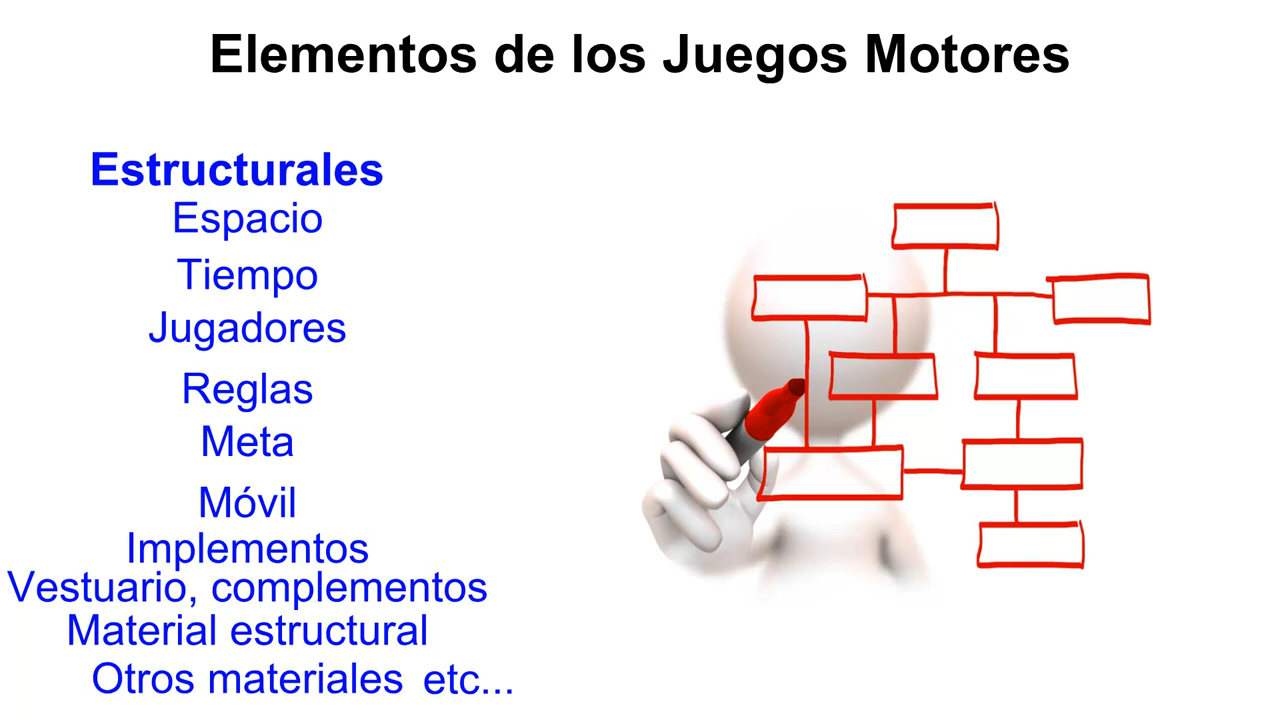 Elementos de los Juegos Motores
Estructurales
Espacio
Tiempo
Jugadores
Reglas
Meta
Móvil
Implementos
Vestuario, complementos
Material estructural
Otros materiales etc...